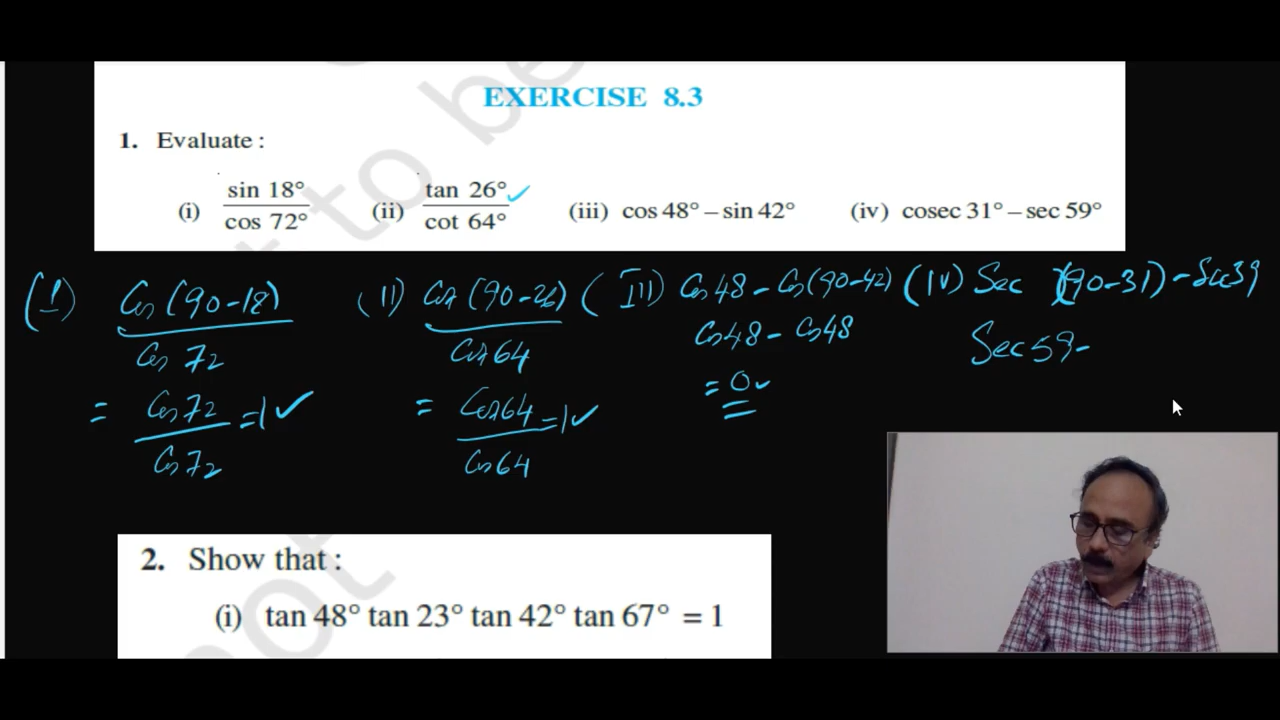 EXERCISE 8.3
1. Evaluate :
(i) sin 18° / cos 72° (ii) tan 26° / cot 64° ✓ (iii) cos 48° – sin 42° (iv) cosec 31° – sec 59°
(I) Cos (90-18) / Cos 72
= Cos 72 / Cos 72 = 1 ✓
(II) Cot (90-26) / Cot 64
= Cot 64 / Cot 64 = 1 ✓
(III) Cos 48 - Cos (90-42)
Cos 48 - Cos 48
= 0
(IV) Sec (90-31) - Sec 59
Sec 59 -
2. Show that :
(i) tan 48° tan 23° tan 42° tan 67° = 1
not to be